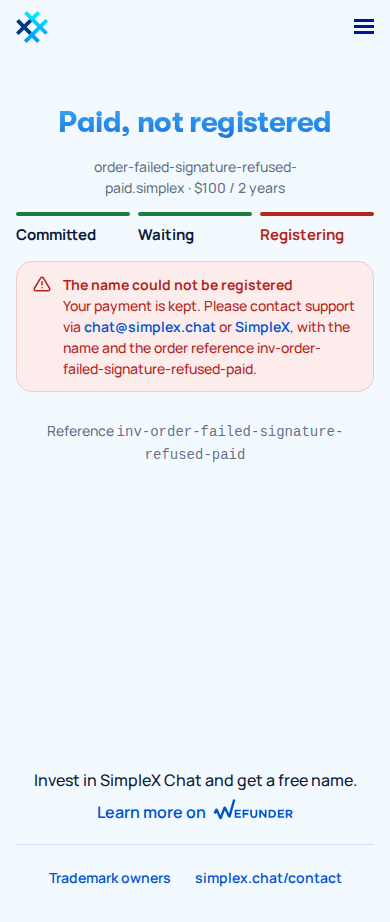 Paid, not registered
order-failed-signature-refused-
paid.simplex · $100 / 2 years
Committed Waiting Registering
The name could not be registered
Your payment is kept. Please contact support
via chat@simplex.chat or SimpleX, with the
name and the order reference inv-order-
failed-signature-refused-paid.
Reference inv-order-failed-signature-
refused-paid
Invest in SimpleX Chat and get a free name.
Learn more on WEFUNDER
Trademark owners simplex.chat/contact